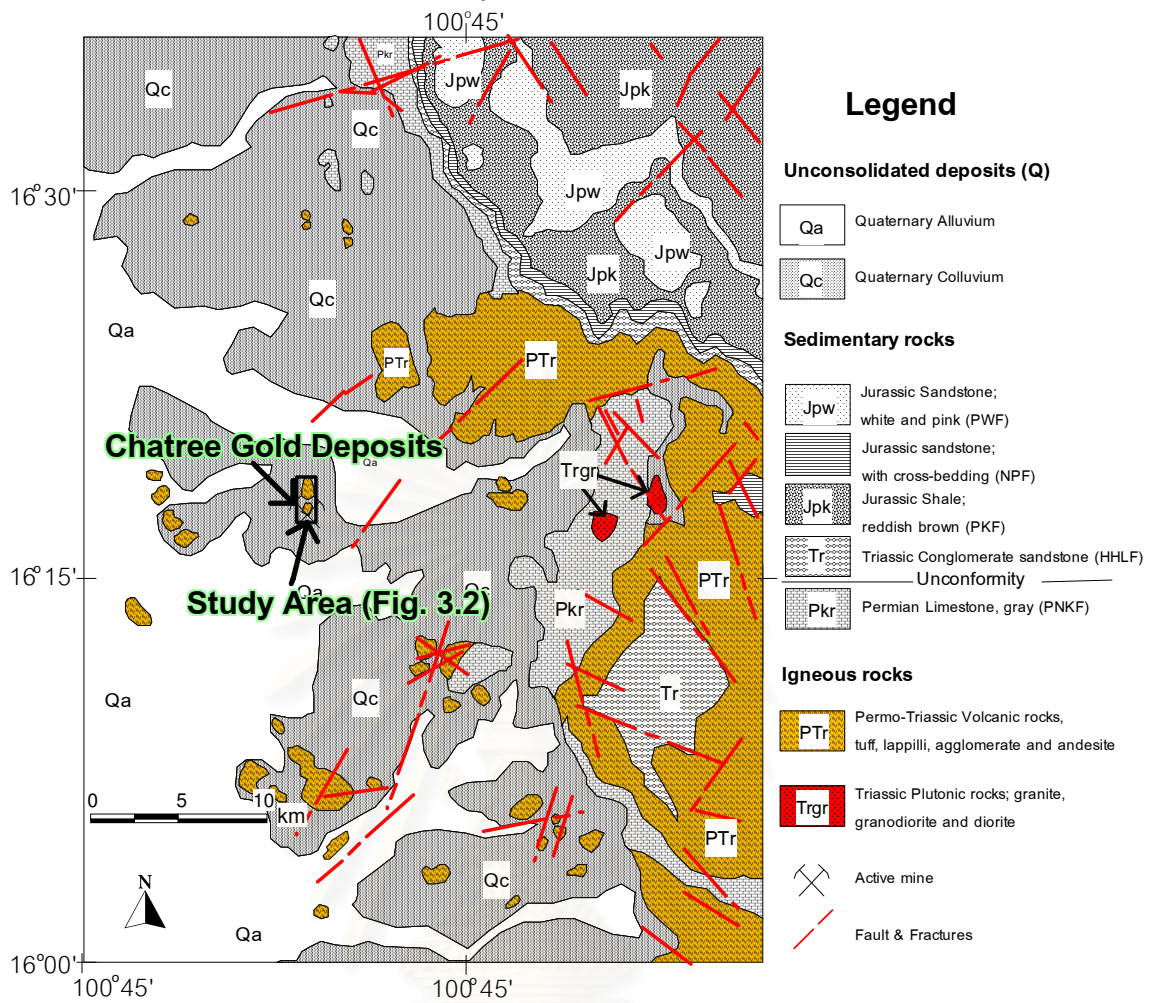 100°45'
Pkr
Qc
Jpw
Jpk
Qc
16°30'
Jpw
Jpw
Jpk
Qc
Qa
PTr
PTr
Chatree Gold Deposits
Qa
Trgn
16°15'
Qa
Qc
PTr
Study Area (Fig. 3.2)
Pkr
Qa
Qc
Tr
0 5 10
km
PTr
Qc
N
Qa
16°00'
100°45'
100°45'
Legend
Unconsolidated deposits (Q)
Qa
Quaternary Alluvium
Qc
Quaternary Colluvium
Sedimentary rocks
Jpw
Jurassic Sandstone;
white and pink (PWF)
Jurassic sandstone;
with cross-bedding (NPF)
Jpk
Jurassic Shale;
reddish brown (PKF)
Tr
Triassic Conglomerate sandstone (HHLF)
Unconformity
Pkr
Permian Limestone, gray (PNKF)
Igneous rocks
PTr
Permo-Triassic Volcanic rocks,
tuff, lappilli, agglomerate and andesite
Trgr
Triassic Plutonic rocks; granite,
granodiorite and diorite
Active mine
Fault & Fractures